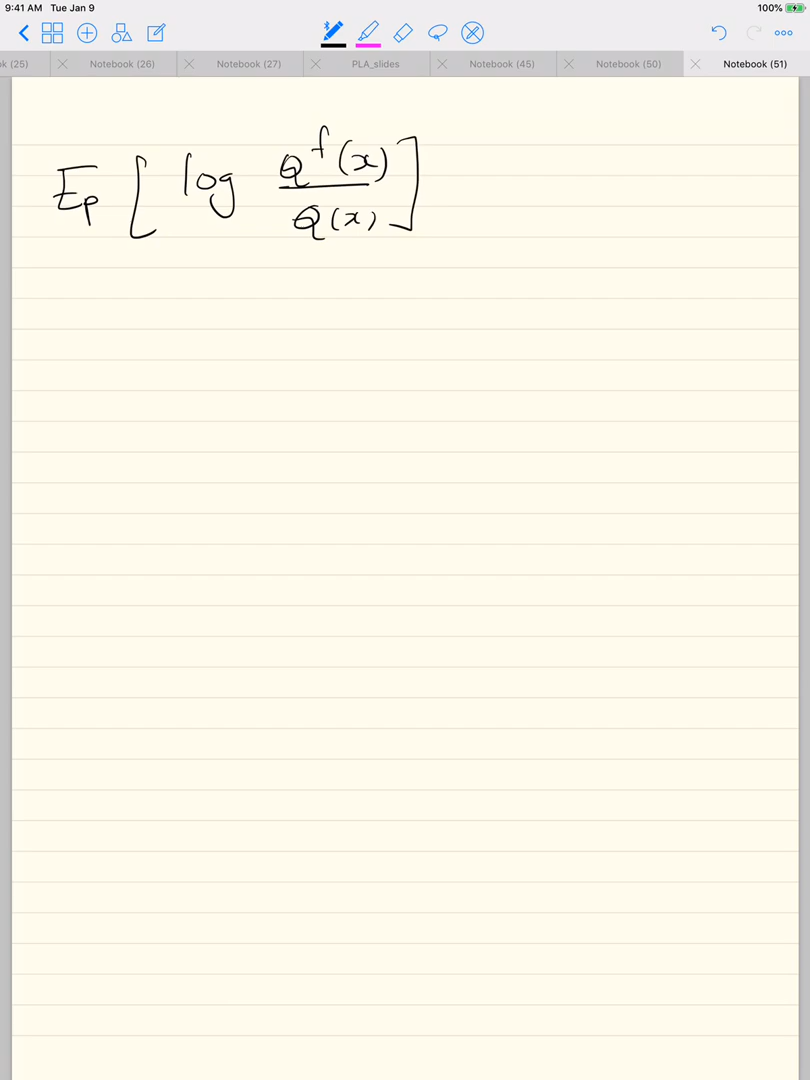 9:41 AM Tue Jan 9 100%
k (25) Notebook (26) Notebook (27) PLA_slides Notebook (45) Notebook (50) Notebook (51)
E_P [ log Q^f(x) / Q(x) ]